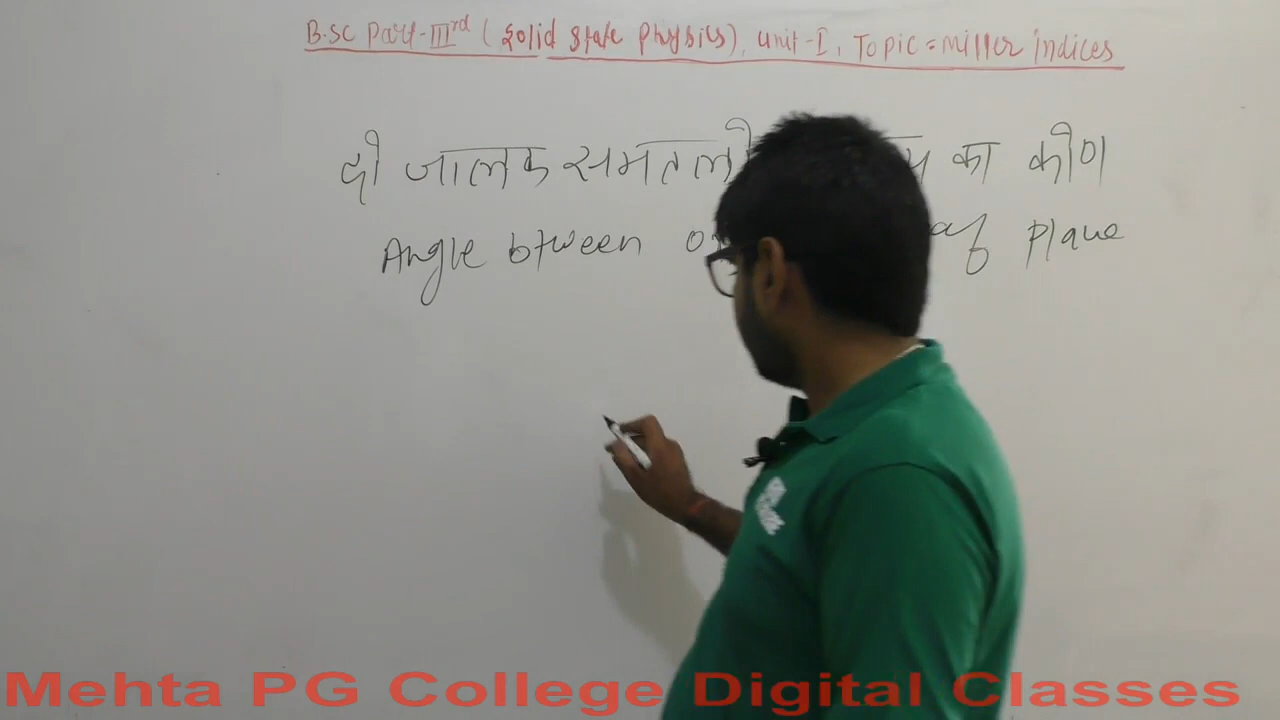 B.SC Part-IIIrd (Solid State Physics), Unit-I, Topic = Miller indices
दो जालक समतलो का कोण
Angle btween of plane
Mehta PG College Digital Classes